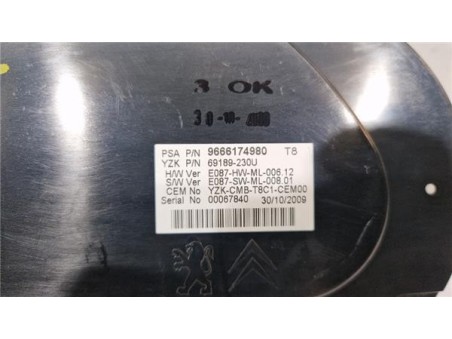 3 OK
PSA P/N 9666174980 T8
YZK P/N 69189-230U
H/W Ver E087-HW-ML-006.12
S/W Ver E087-SW-ML-008.01
CEM No YZK-CMB-T8C1-CEM00
Serial No 00067840 30/10/2009